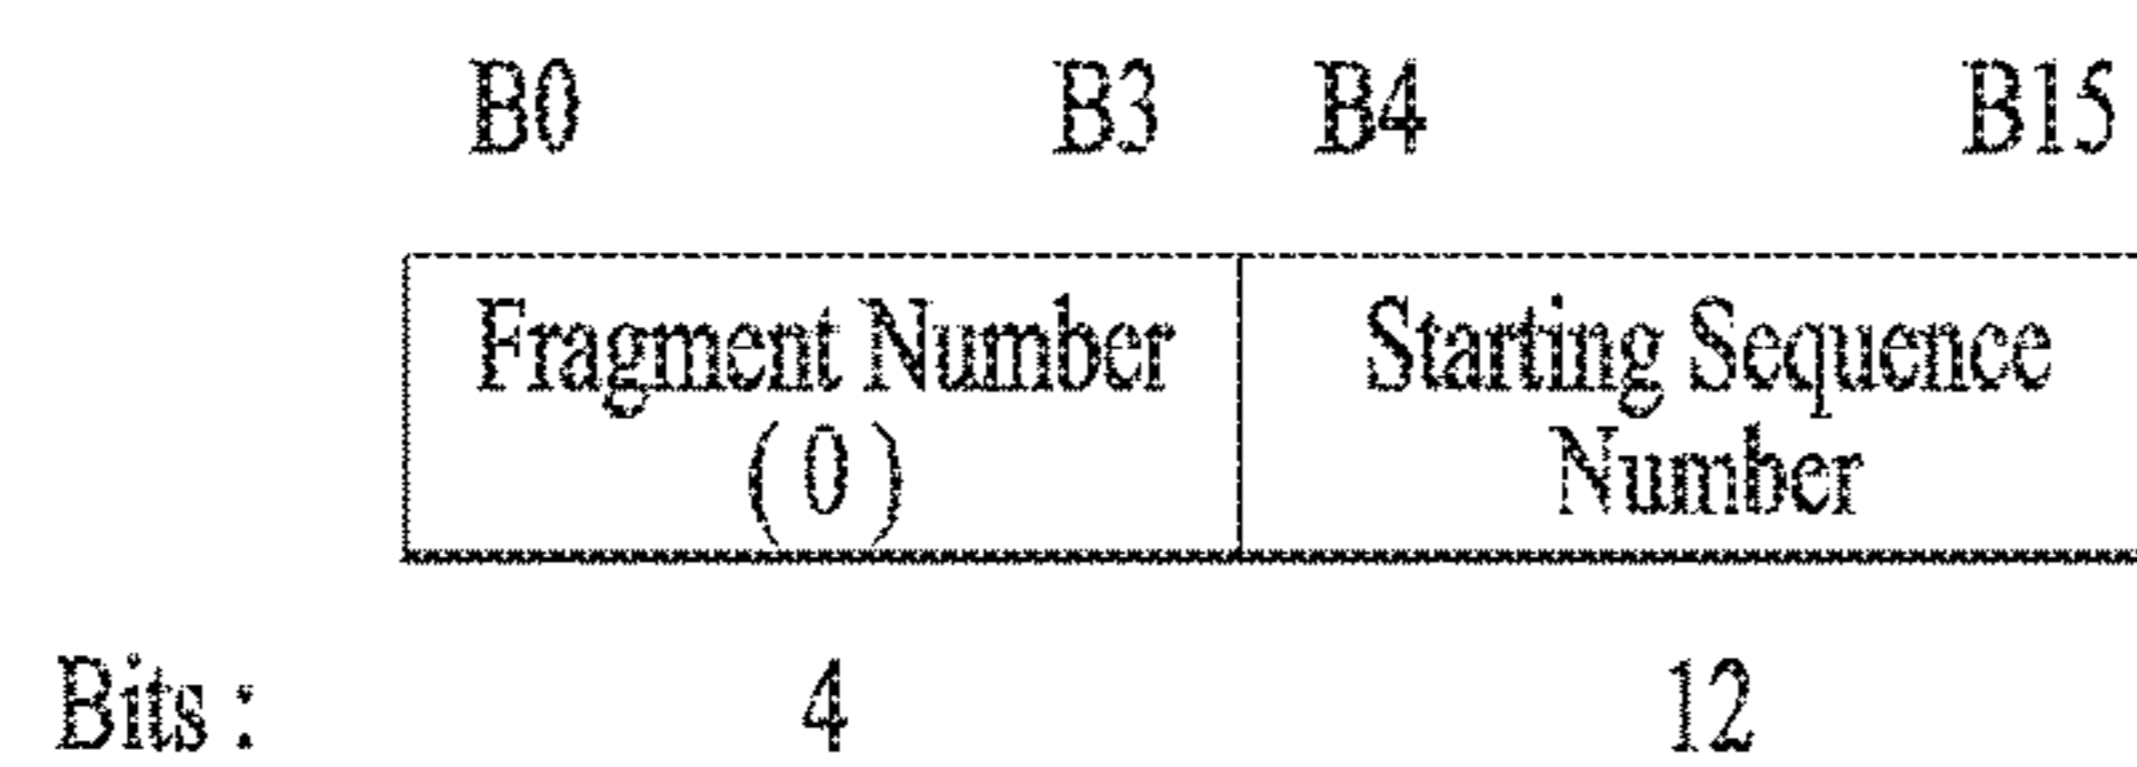 B0 B3 B4 B15
Fragment Number Starting Sequence
( 0 ) Number
Bits : 4 12